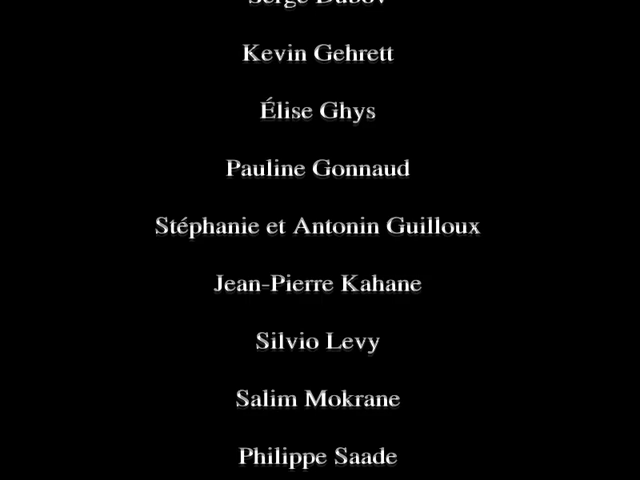 Serge Dubov
Kevin Gehrett
Élise Ghys
Pauline Gonnaud
Stéphanie et Antonin Guilloux
Jean-Pierre Kahane
Silvio Levy
Salim Mokrane
Philippe Saade